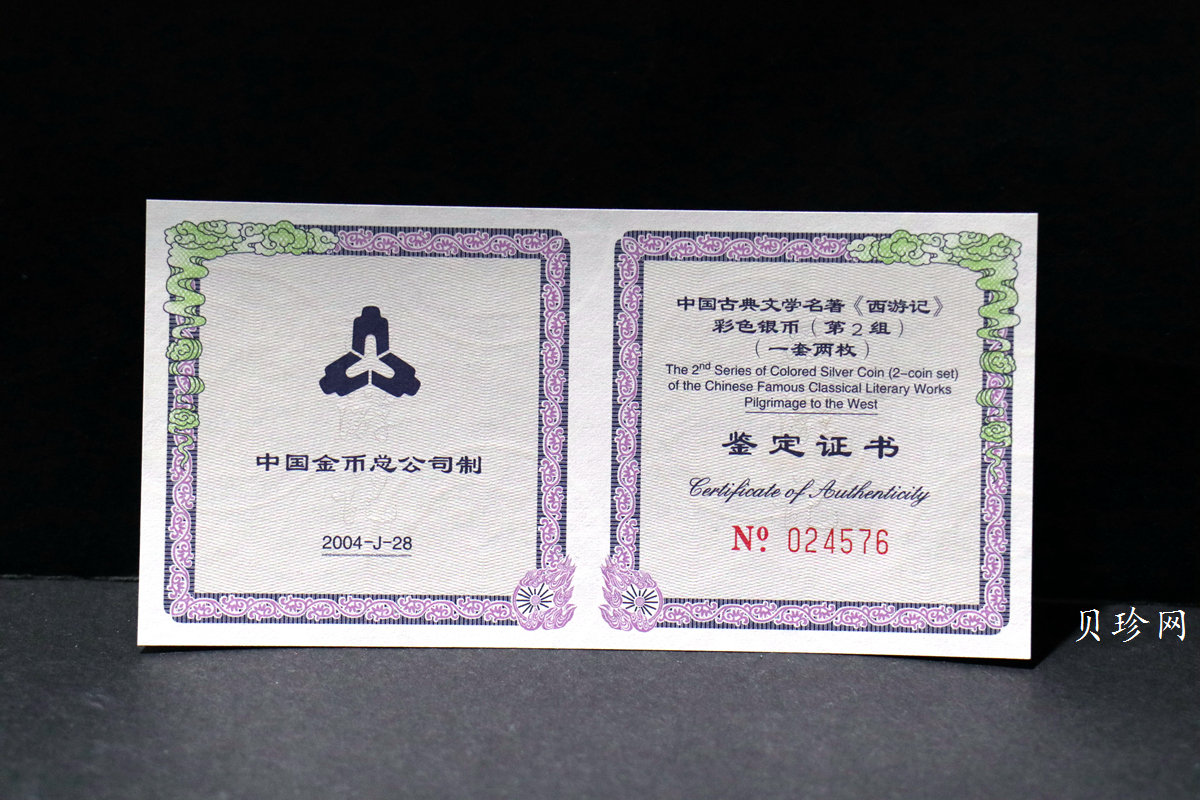 中国金币总公司制
2004-J-28
中国古典文学名著《西游记》
彩色银币（第2组）
（一套两枚）
The 2nd Series of Colored Silver Coin (2-coin set)
of the Chinese Famous Classical Literary Works
Pilgrimage to the West
鉴定证书
Certificate of Authenticity
Nº 024576
贝珍网